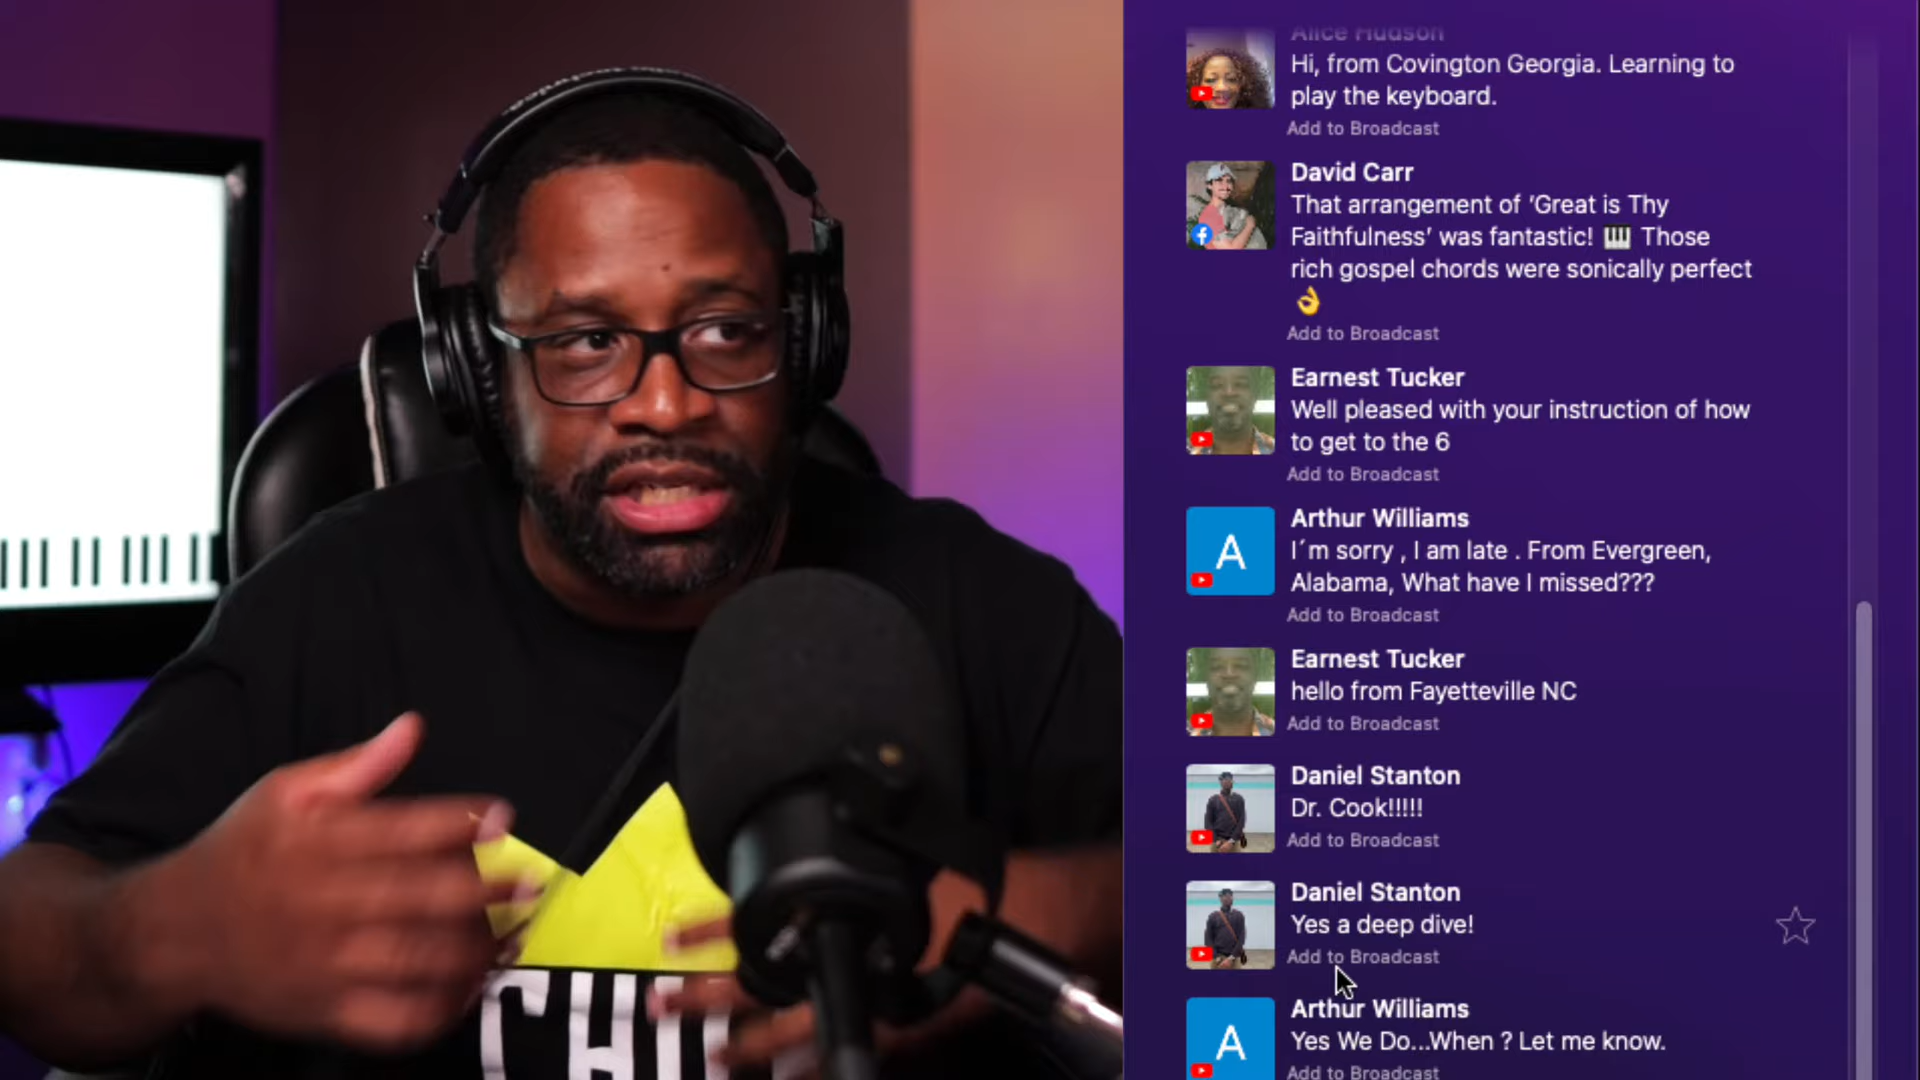 Alice Hudson
Hi, from Covington Georgia. Learning to
play the keyboard.
Add to Broadcast
David Carr
That arrangement of ‘Great is Thy
Faithfulness’ was fantastic! 🎹 Those
rich gospel chords were sonically perfect
👌
Add to Broadcast
Earnest Tucker
Well pleased with your instruction of how
to get to the 6
Add to Broadcast
A
Arthur Williams
I´m sorry , I am late . From Evergreen,
Alabama, What have I missed???
Add to Broadcast
Earnest Tucker
hello from Fayetteville NC
Add to Broadcast
Daniel Stanton
Dr. Cook!!!!!
Add to Broadcast
Daniel Stanton
Yes a deep dive!
Add to Broadcast
A
Arthur Williams
Yes We Do...When ? Let me know.
Add to Broadcast